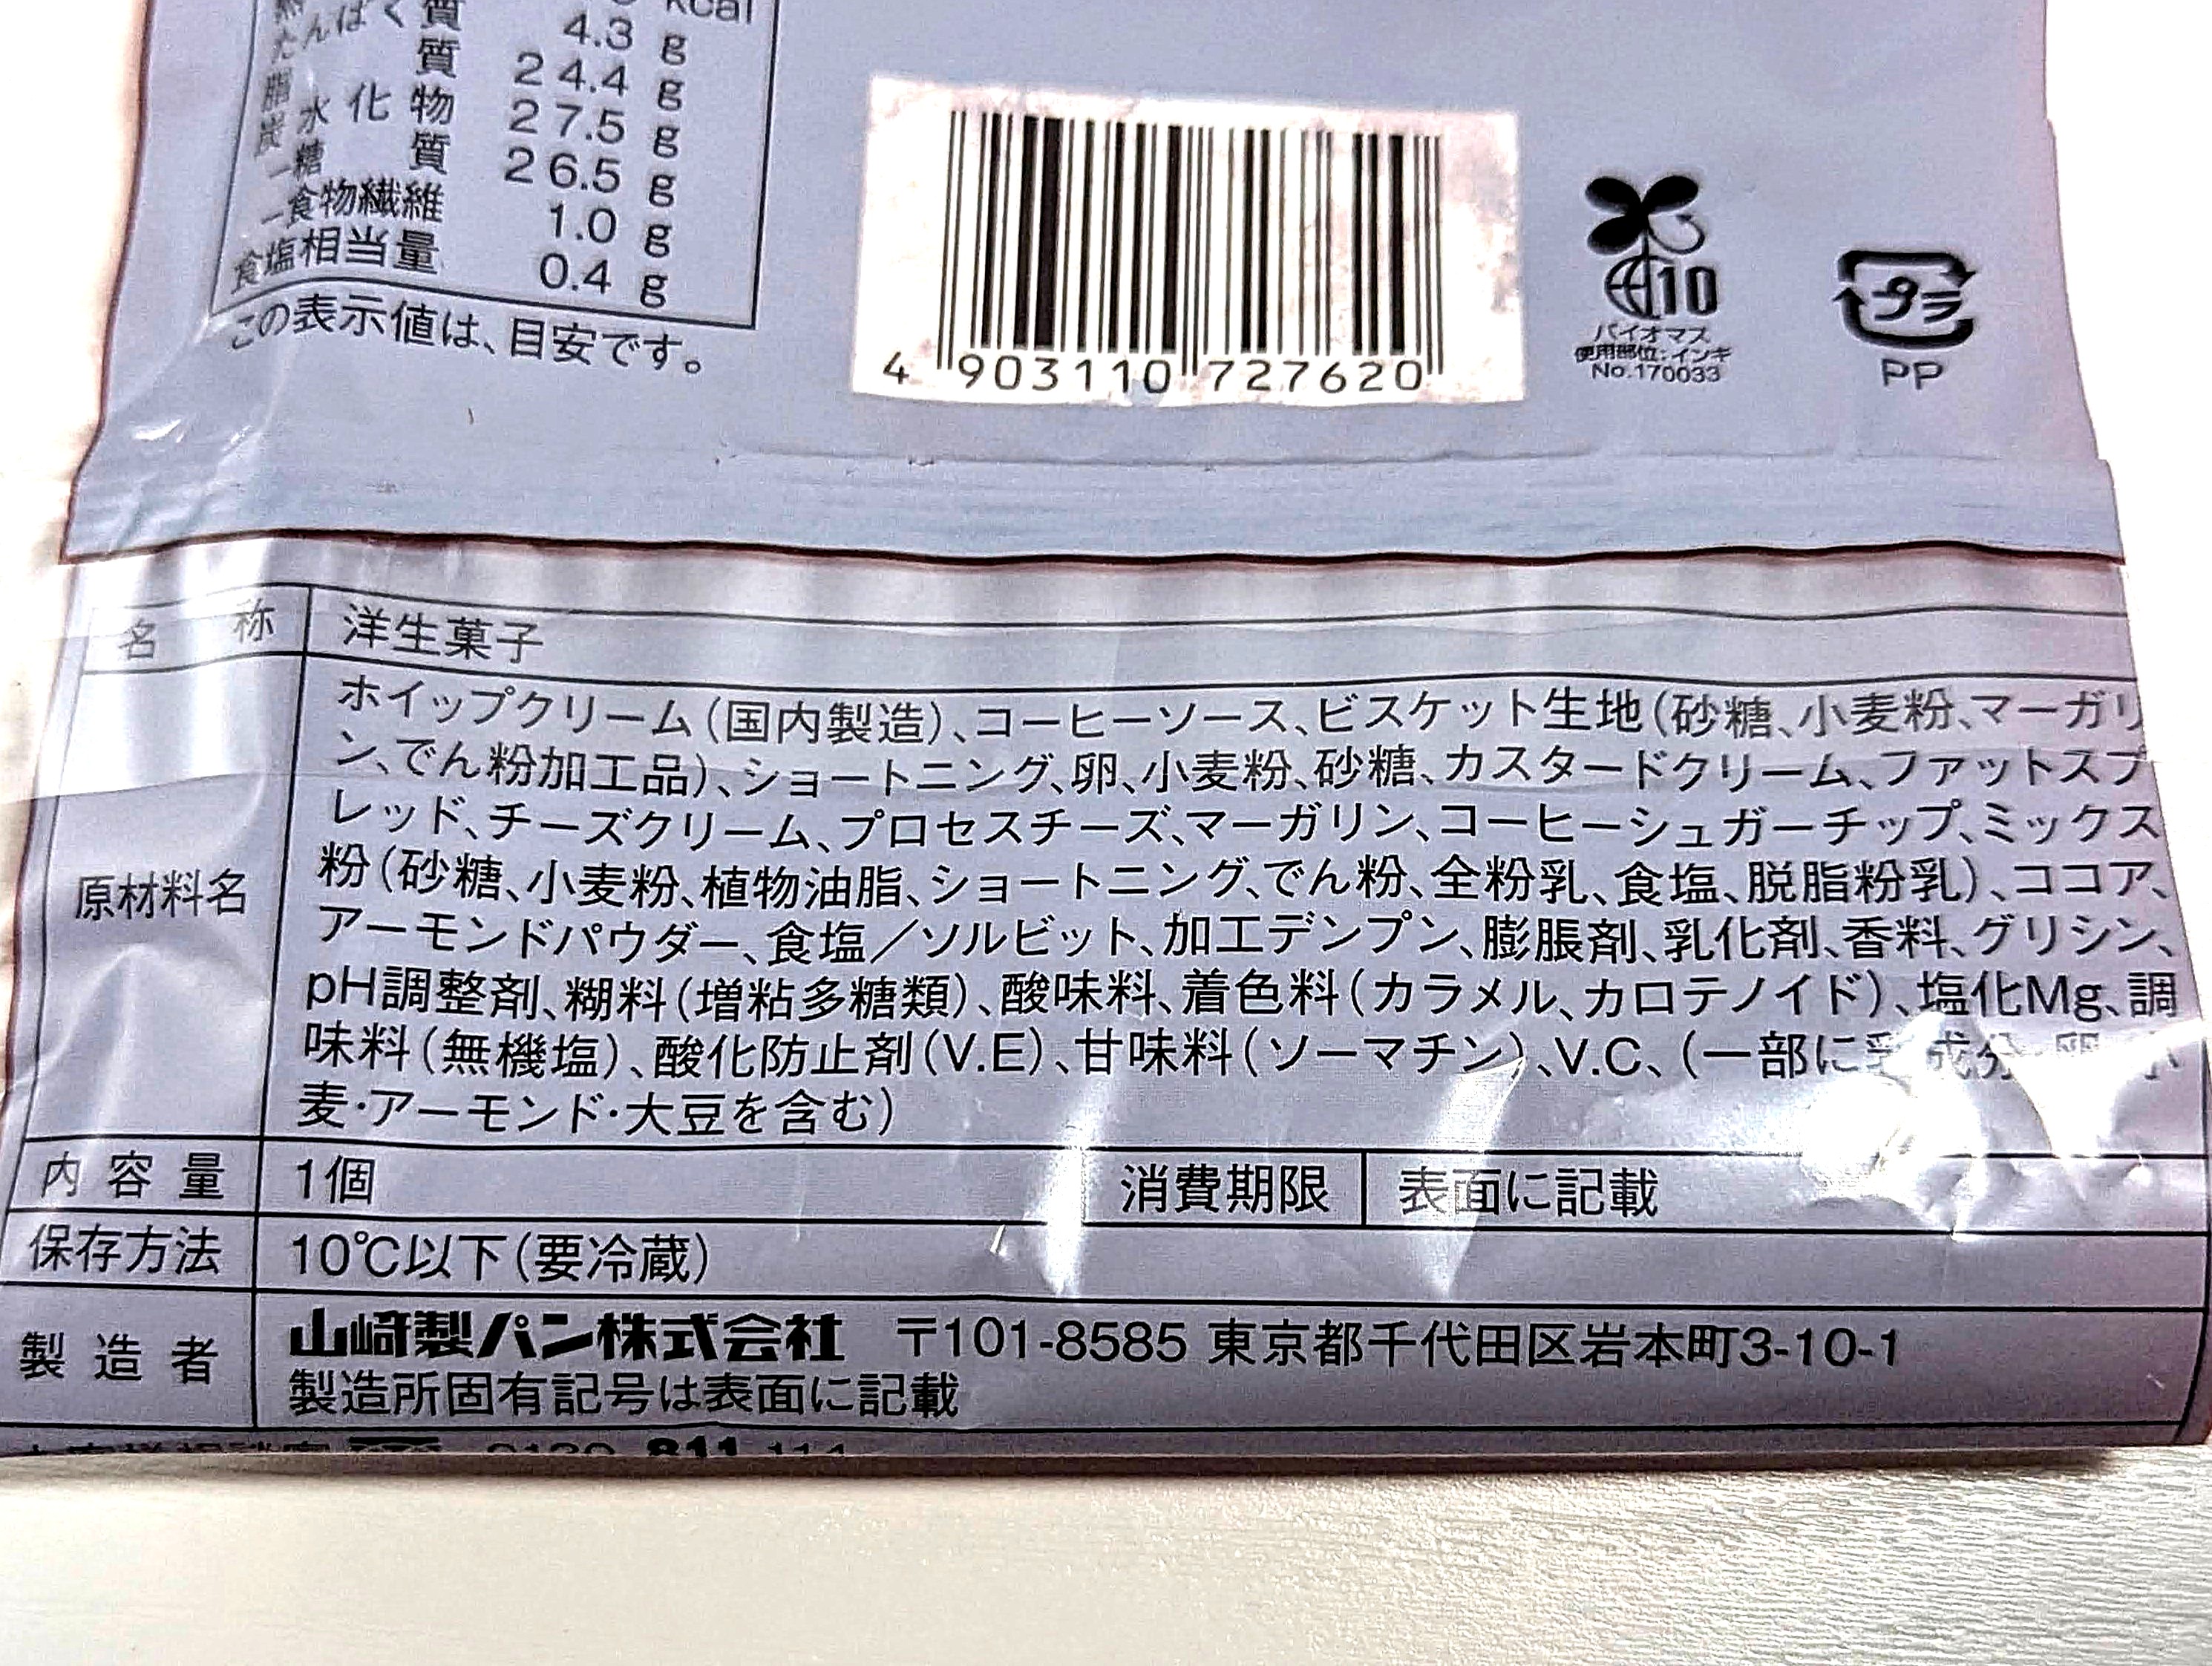 kcal
たんぱく質 4.3 g
脂 質 24.4 g
炭水化物 27.5 g
-糖 質 26.5 g
-食物繊維 1.0 g
食塩相当量 0.4 g
この表示値は、目安です。
4 903110 727620
10
バイオマス
使用部位:インキ
No.170033
プラ
PP
名 称 洋生菓子
原材料名
ホイップクリーム(国内製造)、コーヒーソース、ビスケット生地(砂糖、小麦粉、マーガリ
ン、でん粉加工品)、ショートニング、卵、小麦粉、砂糖、カスタードクリーム、ファットスプ
レッド、チーズクリーム、プロセスチーズ、マーガリン、コーヒーシュガーチップ、ミックス
粉(砂糖、小麦粉、植物油脂、ショートニング、でん粉、全粉乳、食塩、脱脂粉乳)、ココア、
アーモンドパウダー、食塩/ソルビット、加工デンプン、膨脹剤、乳化剤、香料、グリシン、
pH調整剤、糊料(増粘多糖類)、酸味料、着色料(カラメル、カロテノイド)、塩化Mg、調
味料(無機塩)、酸化防止剤(V.E)、甘味料(ソーマチン)、V.C、(一部に乳成分・卵・小
麦・アーモンド・大豆を含む)
内容量 1個 消費期限 表面に記載
保存方法 10℃以下(要冷蔵)
製造者 山崎製パン株式会社 〒101-8585 東京都千代田区岩本町3-10-1
製造所固有記号は表面に記載